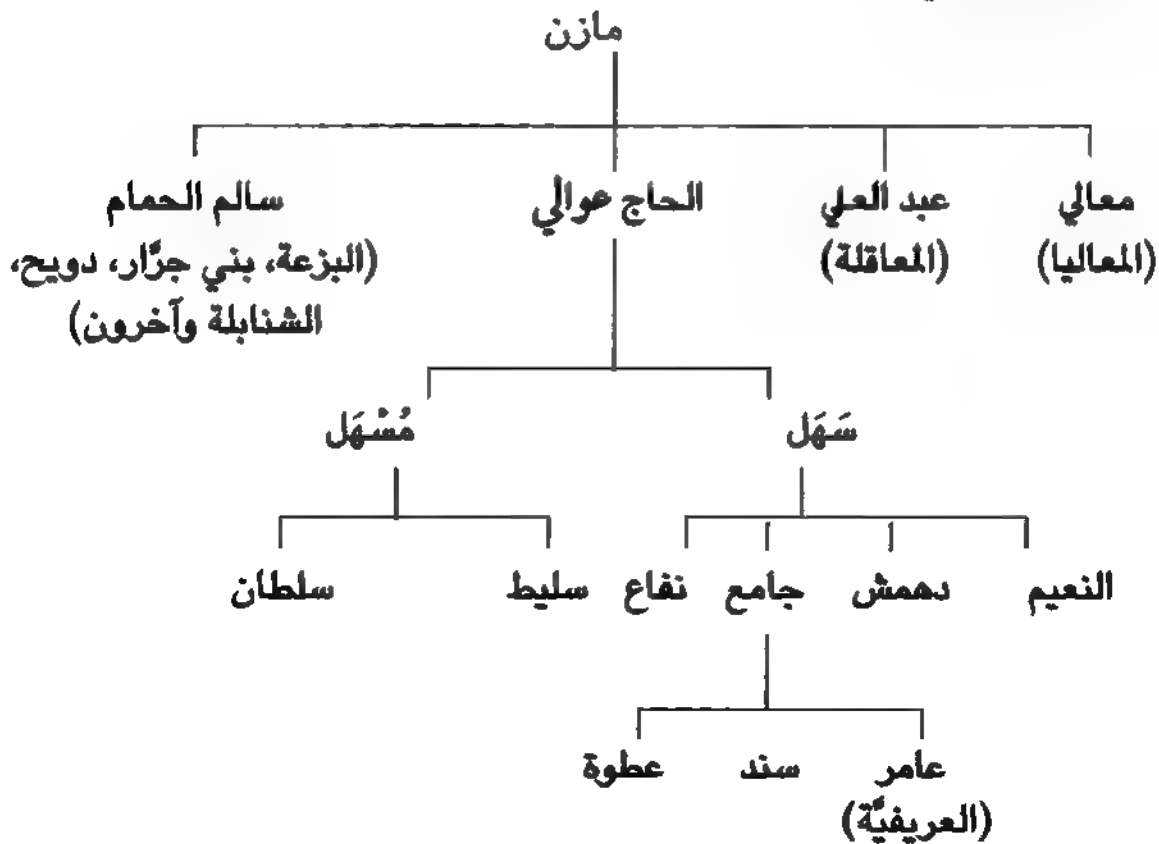 مازن
معالي عبد العلي الحاج عوالي سالم الحمام
(المعاليا) (المعاقلة) (البزعة، بني جرَّار، دويح،
الشنابلة وآخرون)
سَهَل مُسْهَل
النعيم دهمش جامع نفاع سليط سلطان
عامر سند عطوة
(العريفيَّة)